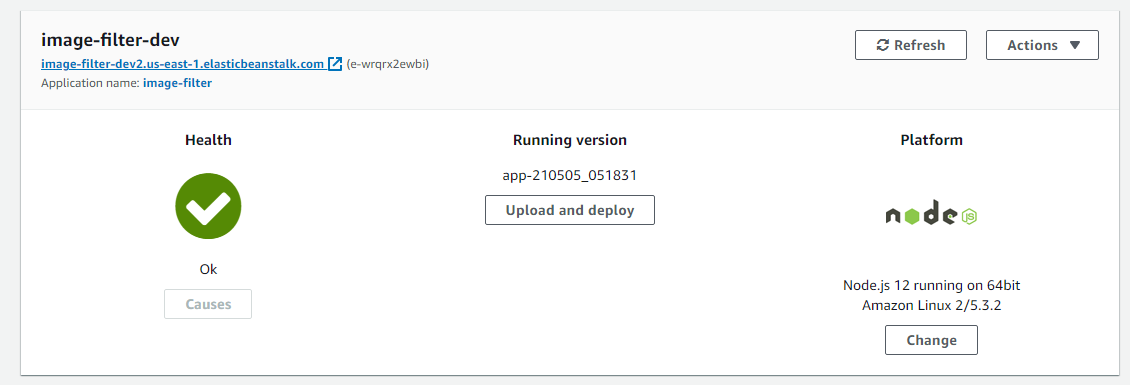 image-filter-dev
Refresh
Actions
image-filter-dev2.us-east-1.elasticbeanstalk.com (e-wrqrx2ewbi)
Application name: image-filter
Health
Ok
Causes
Running version
app-210505_051831
Upload and deploy
Platform
node
JS
Node.js 12 running on 64bit
Amazon Linux 2/5.3.2
Change